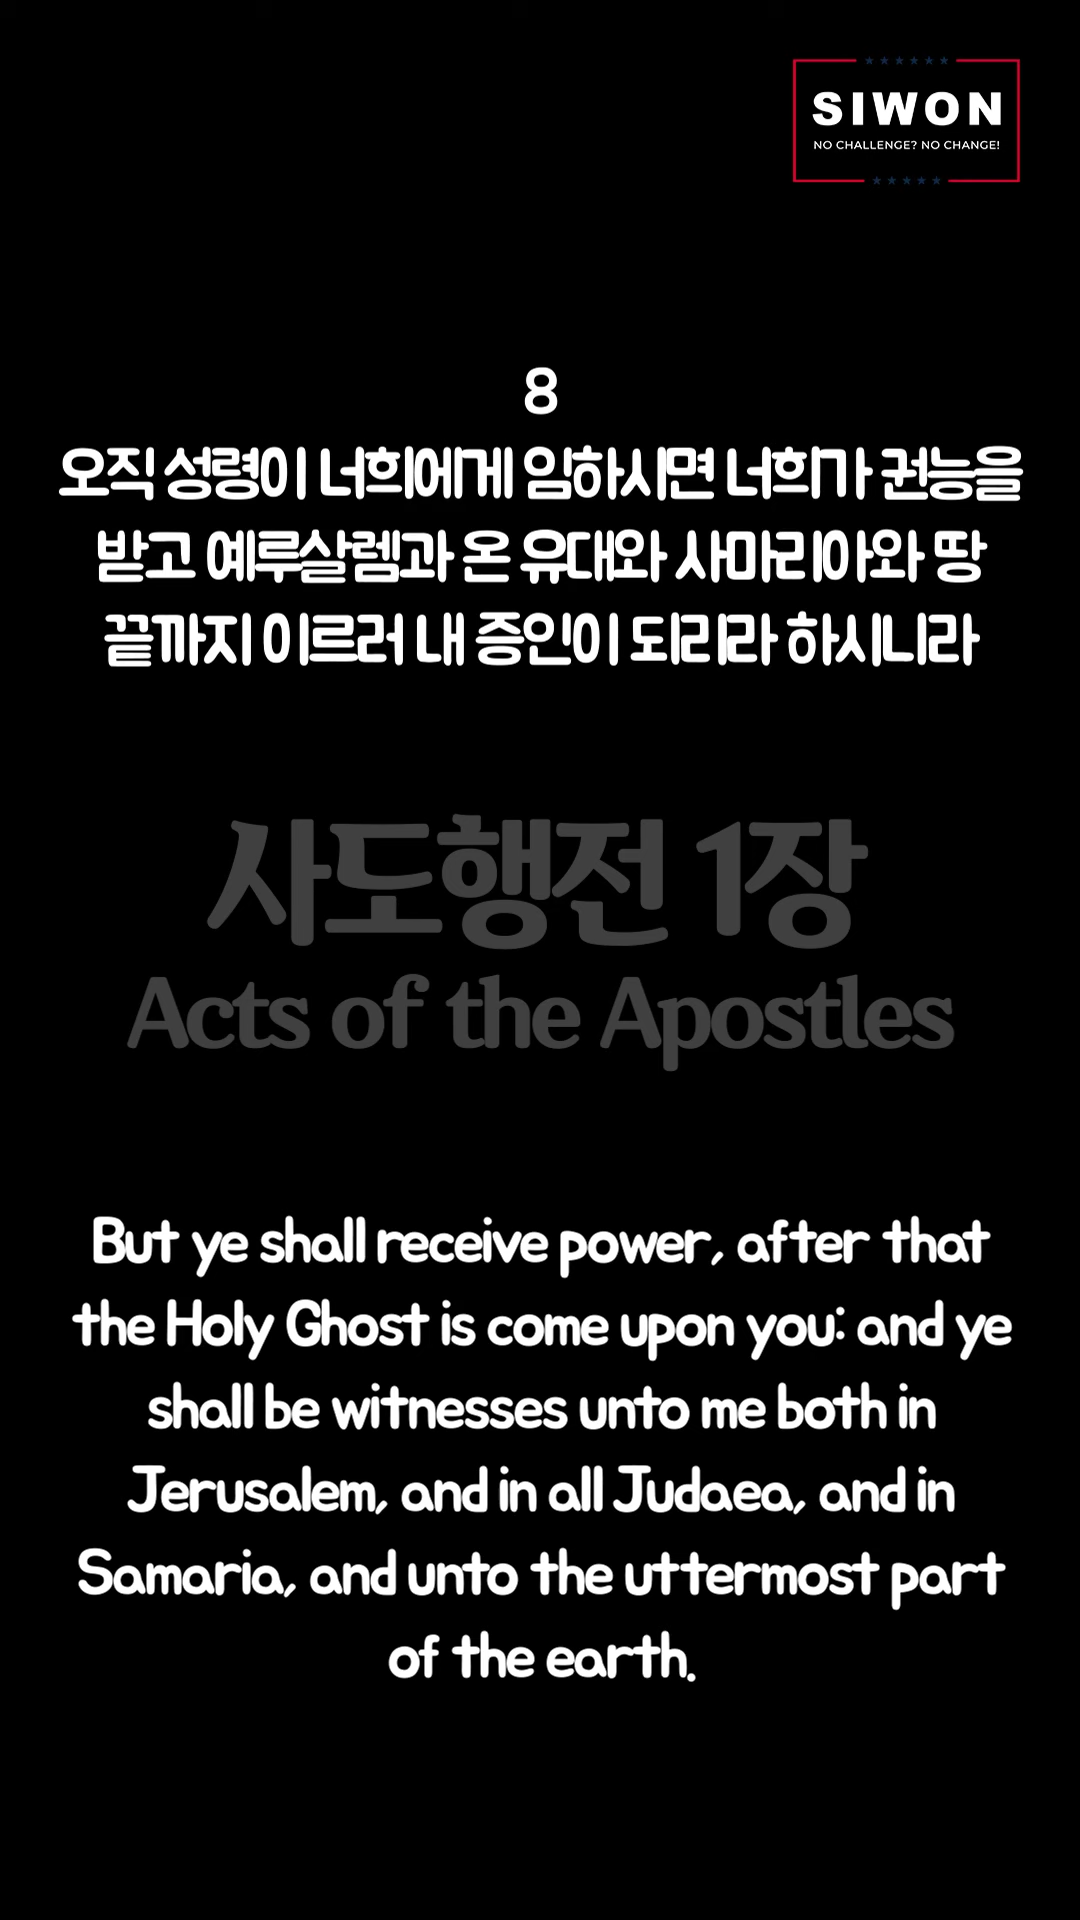 SIWON
NO CHALLENGE? NO CHANGE!
8
오직 성령이 너희에게 임하시면 너희가 권능을
받고 예루살렘과 온 유대와 사마리아와 땅
끝까지 이르러 내 증인이 되리라 하시니라
사도행전 1장
Acts of the Apostles
But ye shall receive power, after that
the Holy Ghost is come upon you: and ye
shall be witnesses unto me both in
Jerusalem, and in all Judaea, and in
Samaria, and unto the uttermost part
of the earth.